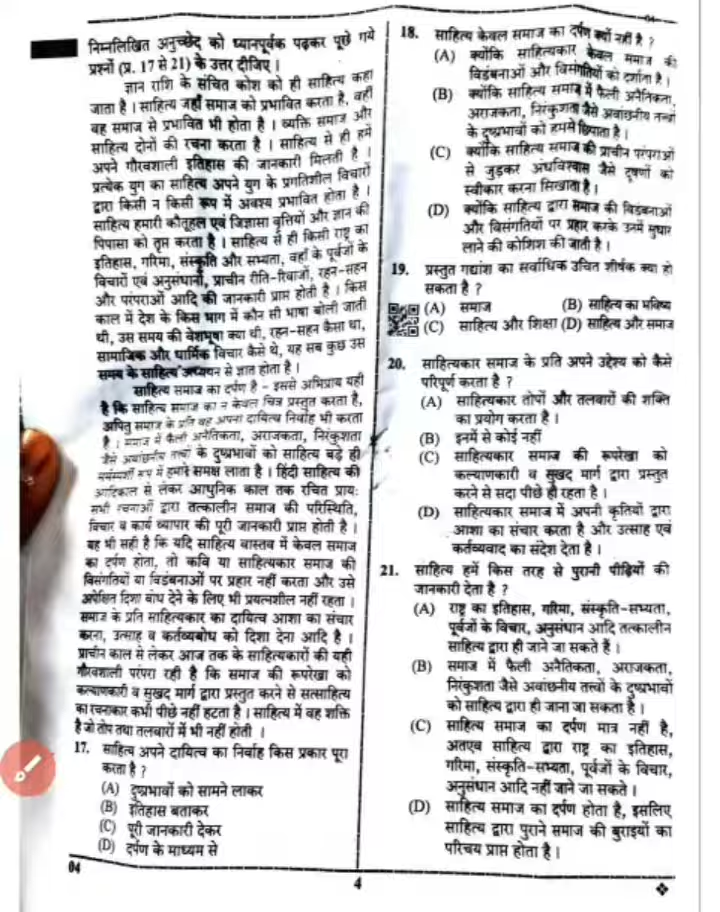 निम्नलिखित अनुच्छेद को ध्यानपूर्वक पढ़कर पूछे गये
प्रश्नों (प्र. 17 से 21) के उत्तर दीजिए ।
ज्ञान राशि के संचित कोश को ही साहित्य कहा
जाता है । साहित्य जहाँ समाज को प्रभावित करता है, वहीं
वह समाज से प्रभावित भी होता है । व्यक्ति समाज और
साहित्य दोनों की रचना करता है । साहित्य से ही हमें
अपने गौरवशाली इतिहास की जानकारी मिलती है ।
प्रत्येक युग का साहित्य अपने युग के प्रगतिशील विचारों
द्वारा किसी न किसी रूप में अवश्य प्रभावित होता है ।
साहित्य हमारी कौतूहल एवं जिज्ञासा वृत्तियों और ज्ञान की
पिपासा को तृप्त करता है । साहित्य से ही किसी राष्ट्र का
इतिहास, गरिमा, संस्कृति और सभ्यता, वहाँ के पूर्वजों के
विचारों एवं अनुसंधानों, प्राचीन रीति-रिवाजों, रहन-सहन
और परंपराओं आदि की जानकारी प्राप्त होती है । किस
काल में देश के किस भाग में कौन सी भाषा बोली जाती
थी, उस समय की वेशभूषा क्या थी, रहन-सहन कैसा था,
सामाजिक और धार्मिक विचार कैसे थे, यह सब कुछ उस
समय के साहित्य अध्ययन से ज्ञात होता है ।
साहित्य समाज का दर्पण है – इससे अभिप्राय यही
है कि साहित्य समाज का न केवल चित्र प्रस्तुत करता है,
अपितु समाज के प्रति वह अपना दायित्व निर्वाह भी करता
है । समाज में फैली अनैतिकता, अराजकता, निरंकुशता
जैसे अवांछनीय तत्वों के दुष्प्रभावों को साहित्य बड़े ही
मर्मस्पर्शी रूप में हमारे समक्ष लाता है । हिंदी साहित्य की
आदिकाल से लेकर आधुनिक काल तक रचित प्रायः
सभी रचनाओं द्वारा तत्कालीन समाज की परिस्थिति,
विचार व कार्य व्यापार की पूरी जानकारी प्राप्त होती है ।
यह भी सही है कि यदि साहित्य वास्तव में केवल समाज
का दर्पण होता, तो कवि या साहित्यकार समाज की
विसंगतियों या विडंबनाओं पर प्रहार नहीं करता और उसे
अपेक्षित दिशा बोध देने के लिए भी प्रयत्नशील नहीं रहता ।
समाज के प्रति साहित्यकार का दायित्व आशा का संचार
करना, उत्साह व कर्तव्यबोध को दिशा देना आदि है ।
प्राचीन काल से लेकर आज तक के साहित्यकारों की यही
गौरवशाली परंपरा रही है कि समाज की रूपरेखा को
कल्याणकारी व सुखद मार्ग द्वारा प्रस्तुत करने से सत्साहित्य
का रचनाकार कभी पीछे नहीं हटता है । साहित्य में वह शक्ति
है जो तोप तथा तलवारों में भी नहीं होती ।
17. साहित्य अपने दायित्व का निर्वाह किस प्रकार पूरा
करता है ?
(A) दुष्प्रभावों को सामने लाकर
(B) इतिहास बताकर
(C) पूरी जानकारी देकर
(D) दर्पण के माध्यम से
18. साहित्य केवल समाज का दर्पण क्यों नहीं है ?
(A) क्योंकि साहित्यकार केवल समाज की
विडंबनाओं और विसंगतियों को दर्शाता है ।
(B) क्योंकि साहित्य समाज में फैली अनैतिकता,
अराजकता, निरंकुशता जैसे अवांछनीय तत्वों
के दुष्प्रभावों को हममें छिपाता है ।
(C) क्योंकि साहित्य समाज की प्राचीन परंपराओं
से जुड़कर अंधविश्वास जैसे दूषणों को
स्वीकार करना सिखाता है ।
(D) क्योंकि साहित्य द्वारा समाज की विडंबनाओं
और विसंगतियों पर प्रहार करके उनमें सुधार
लाने की कोशिश की जाती है ।
19. प्रस्तुत गद्यांश का सर्वाधिक उचित शीर्षक क्या हो
सकता है ?
(A) समाज (B) साहित्य का भविष्य
(C) साहित्य और शिक्षा (D) साहित्य और समाज
20. साहित्यकार समाज के प्रति अपने उद्देश्य को कैसे
परिपूर्ण करता है ?
(A) साहित्यकार तोपों और तलवारों की शक्ति
का प्रयोग करता है ।
(B) इनमें से कोई नहीं
(C) साहित्यकार समाज की रूपरेखा को
कल्याणकारी व सुखद मार्ग द्वारा प्रस्तुत
करने से सदा पीछे ही रहता है ।
(D) साहित्यकार समाज में अपनी कृतियों द्वारा
आशा का संचार करता है और उत्साह एवं
कर्तव्यवाद का संदेश देता है ।
21. साहित्य हमें किस तरह से पुरानी पीढ़ियों की
जानकारी देता है ?
(A) राष्ट्र का इतिहास, गरिमा, संस्कृति-सभ्यता,
पूर्वजों के विचार, अनुसंधान आदि तत्कालीन
साहित्य द्वारा ही जाने जा सकते हैं ।
(B) समाज में फैली अनैतिकता, अराजकता,
निरंकुशता जैसे अवांछनीय तत्त्वों के दुष्प्रभावों
को साहित्य द्वारा ही जाना जा सकता है ।
(C) साहित्य समाज का दर्पण मात्र नहीं है,
अतएव साहित्य द्वारा राष्ट्र का इतिहास,
गरिमा, संस्कृति-सभ्यता, पूर्वजों के विचार,
अनुसंधान आदि नहीं जाने जा सकते ।
(D) साहित्य समाज का दर्पण होता है, इसलिए
साहित्य द्वारा पुराने समाज की बुराइयों का
परिचय प्राप्त होता है ।
04
4